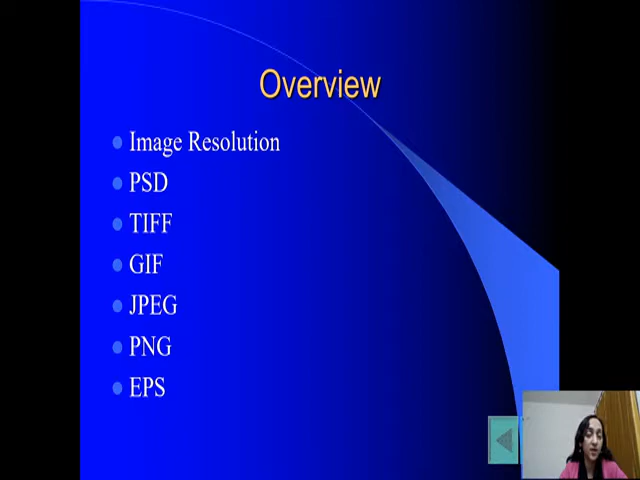 Overview
Image Resolution
PSD
TIFF
GIF
JPEG
PNG
EPS